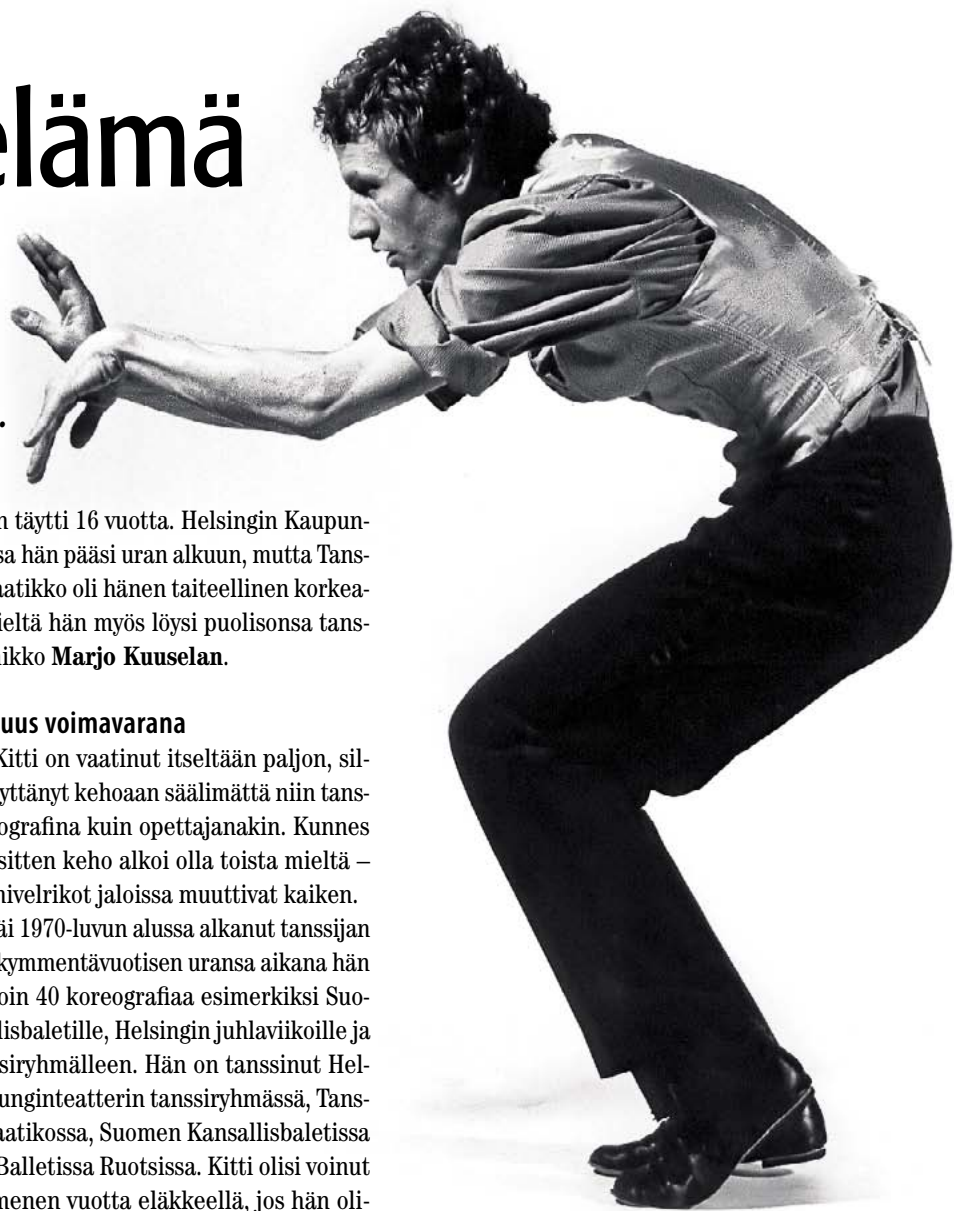 elämä
.
n täytti 16 vuotta. Helsingin Kaupun-
sa hän pääsi uran alkuun, mutta Tans-
aatikko oli hänen taiteellinen korkea-
ieltä hän myös löysi puolisonsa tans-
nikko Marjo Kuuselan.
uus voimavarana
Kitti on vaatinut itseltään paljon, sil-
yttänyt kehoaan säälimättä niin tans-
ografina kuin opettajanakin. Kunnes
sitten keho alkoi olla toista mieltä –
nivelrikot jaloissa muuttivat kaiken.
äi 1970-luvun alussa alkanut tanssijan
kymmentävuotisen uransa aikana hän
oin 40 koreografiaa esimerkiksi Suo-
lisbaletille, Helsingin juhlaviikoille ja
siryhmälleen. Hän on tanssinut Hel-
unginteatterin tanssiryhmässä, Tans-
aatikossa, Suomen Kansallisbaletissa
Balletissa Ruotsissa. Kitti olisi voinut
menen vuotta eläkkeellä, jos hän oli-